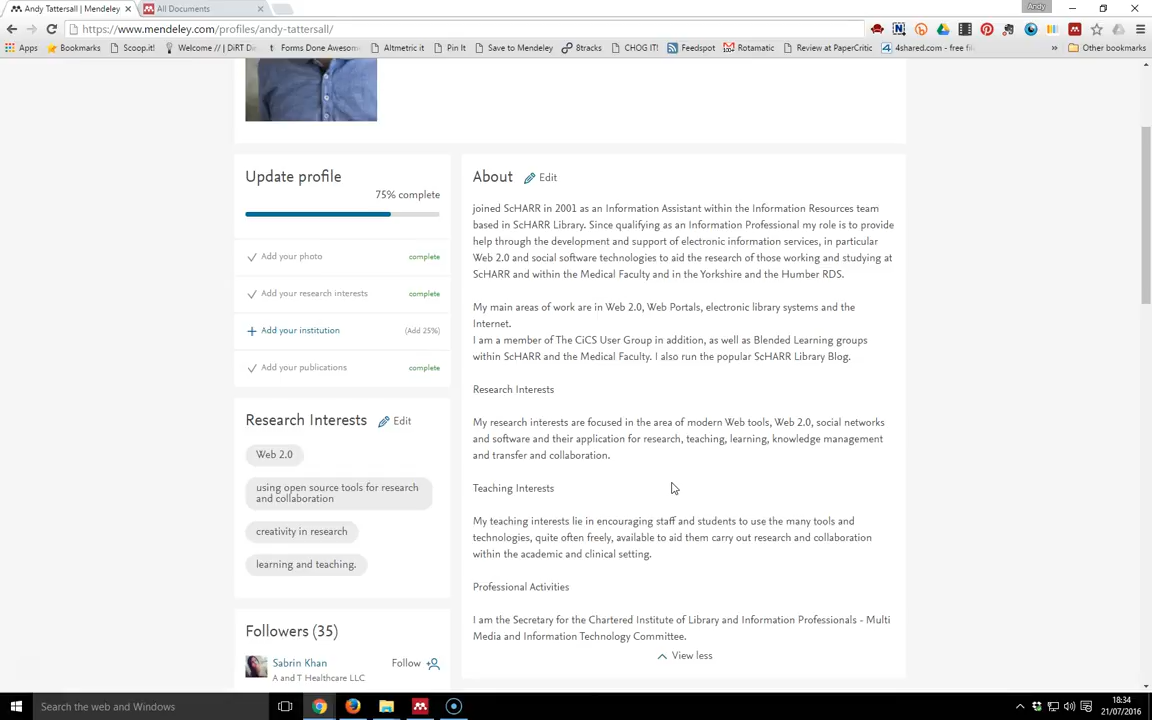 Andy Tattersall | Mendeley
All Documents
Andy
https://www.mendeley.com/profiles/andy-tattersall/
Apps
Bookmarks
Scoop.it!
Welcome // DiRT Di
Forms Done Awesom
Altmetric it
Pin It
Save to Mendeley
8tracks
CHOG IT!
Feedspot
Rotamatic
Review at PaperCritic
4shared.com - free fil
»
Other bookmarks
Update profile
75% complete
Add your photo complete
Add your research interests complete
Add your institution (Add 25%)
Add your publications complete
Research Interests Edit
Web 2.0
using open source tools for research
and collaboration
creativity in research
learning and teaching.
Followers (35)
Sabrin Khan Follow
A and T Healthcare LLC
About Edit
joined ScHARR in 2001 as an Information Assistant within the Information Resources team
based in ScHARR Library. Since qualifying as an Information Professional my role is to provide
help through the development and support of electronic information services, in particular
Web 2.0 and social software technologies to aid the research of those working and studying at
ScHARR and within the Medical Faculty and in the Yorkshire and the Humber RDS.
My main areas of work are in Web 2.0, Web Portals, electronic library systems and the
Internet.
I am a member of The CiCS User Group in addition, as well as Blended Learning groups
within ScHARR and the Medical Faculty. I also run the popular ScHARR Library Blog.
Research Interests
My research interests are focused in the area of modern Web tools, Web 2.0, social networks
and software and their application for research, teaching, learning, knowledge management
and transfer and collaboration.
Teaching Interests
My teaching interests lie in encouraging staff and students to use the many tools and
technologies, quite often freely, available to aid them carry out research and collaboration
within the academic and clinical setting.
Professional Activities
I am the Secretary for the Chartered Institute of Library and Information Professionals - Multi
Media and Information Technology Committee.
View less
Search the web and Windows
18:34
21/07/2016